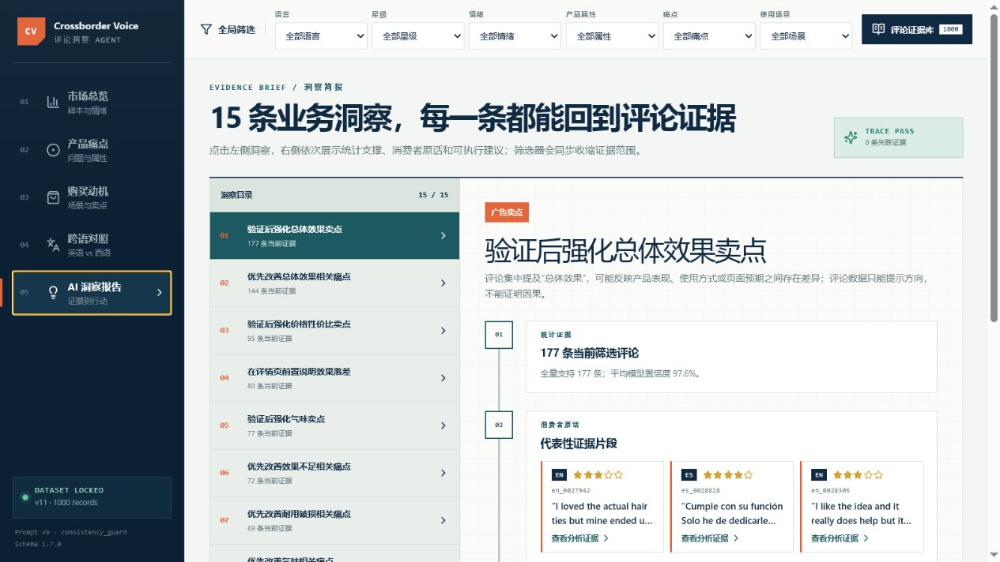 CV
Crossborder Voice
评论洞察 AGENT
01
市场总览
样本与情绪
02
产品痛点
问题与属性
03
购买动机
场景与卖点
04
跨语对照
英语 vs 西语
05
AI 洞察报告
证据到行动
DATASET LOCKED
v11 · 1000 records
Prompt v9 · consistency_guard
Schema 1.7.0
全局筛选
语言
全部语言
星级
全部星级
情绪
全部情绪
产品属性
全部属性
痛点
全部痛点
使用场景
全部场景
评论证据库 1000
EVIDENCE BRIEF / 洞察简报
15 条业务洞察，每一条都能回到评论证据
点击左侧洞察，右侧依次展示统计支撑、消费者原话和可执行建议；筛选器会同步收缩证据范围。
TRACE PASS
0 条失联证据
洞察目录 15 / 15
01
验证后强化总体效果卖点
177 条当前证据
02
优先改善总体效果相关痛点
144 条当前证据
03
验证后强化价格性价比卖点
95 条当前证据
04
在详情页前置说明效果落差
80 条当前证据
05
验证后强化气味卖点
77 条当前证据
06
优先改善效果不足相关痛点
72 条当前证据
07
优先改善耐用破损相关痛点
69 条当前证据
优先改善气味相关痛点
广告卖点
验证后强化总体效果卖点
评论集中提及“总体效果”，可能反映产品表现、使用方式或页面预期之间存在差异；评论数据只能提示方向，
不能证明因果。
01
统计证据
177 条当前筛选评论
全量支持 177 条；平均模型置信度 97.6%。
02
消费者原话
代表性证据片段
EN
en_0027942
“I loved the actual hair
ties but mine ended u...
查看分析证据
ES
es_0028828
“Cumple con su función
Solo he de dedicarle...
查看分析证据
EN
en_0028305
“I like the idea and it
really does help but it...
查看分析证据